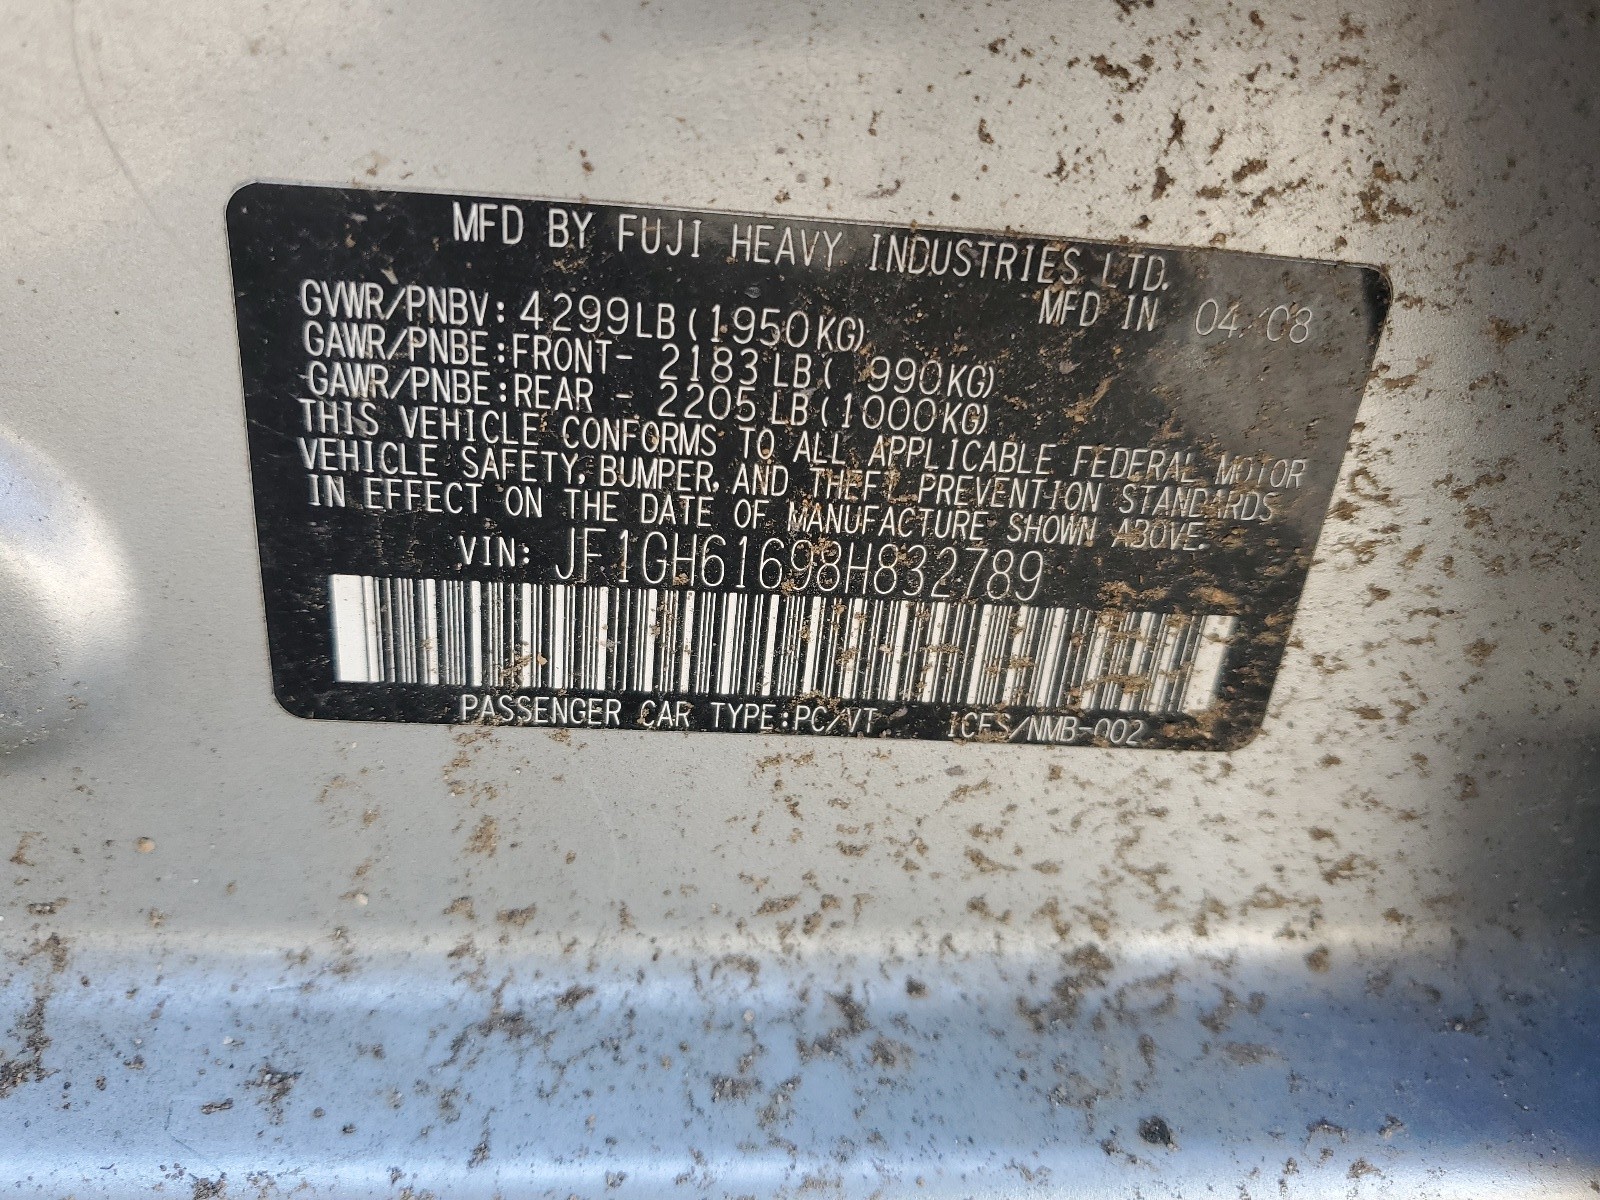 MFD BY FUJI HEAVY INDUSTRIES LTD.
MFD IN 04/08
GVWR/PNBV:4299LB(1950KG)
GAWR/PNBE:FRONT- 2183LB( 990KG)
GAWR/PNBE:REAR - 2205LB(1000KG)
THIS VEHICLE CONFORMS TO ALL APPLICABLE FEDERAL MOTOR
VEHICLE SAFETY, BUMPER, AND THEFT PREVENTION STANDARDS
IN EFFECT ON THE DATE OF MANUFACTURE SHOWN ABOVE.
VIN: JF1GH61698H832789
PASSENGER CAR TYPE:PC/VT ICES/NMB-002